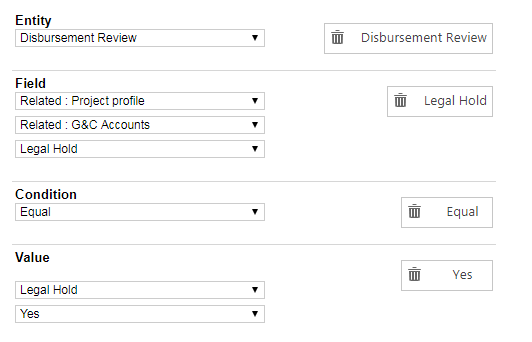 Entity
Disbursement Review
Disbursement Review
Field
Related : Project profile
Legal Hold
Related : G&C Accounts
Legal Hold
Condition
Equal
Equal
Value
Yes
Legal Hold
Yes